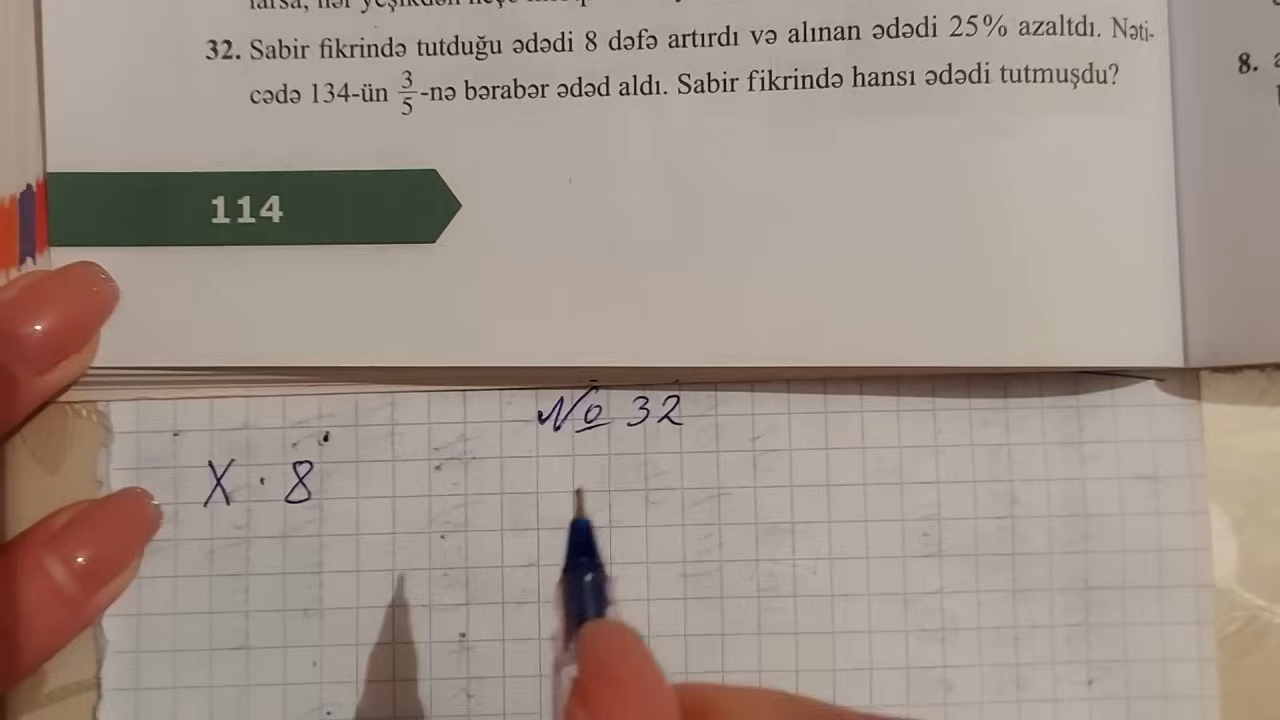 32. Sabir fikrində tutduğu ədədi 8 dəfə artırdı və alınan ədədi 25% azaltdı. Nəti-
cədə 134-ün 3/5-nə bərabər ədəd aldı. Sabir fikrində hansı ədədi tutmuşdu?
8.
114
№ 32
X · 8